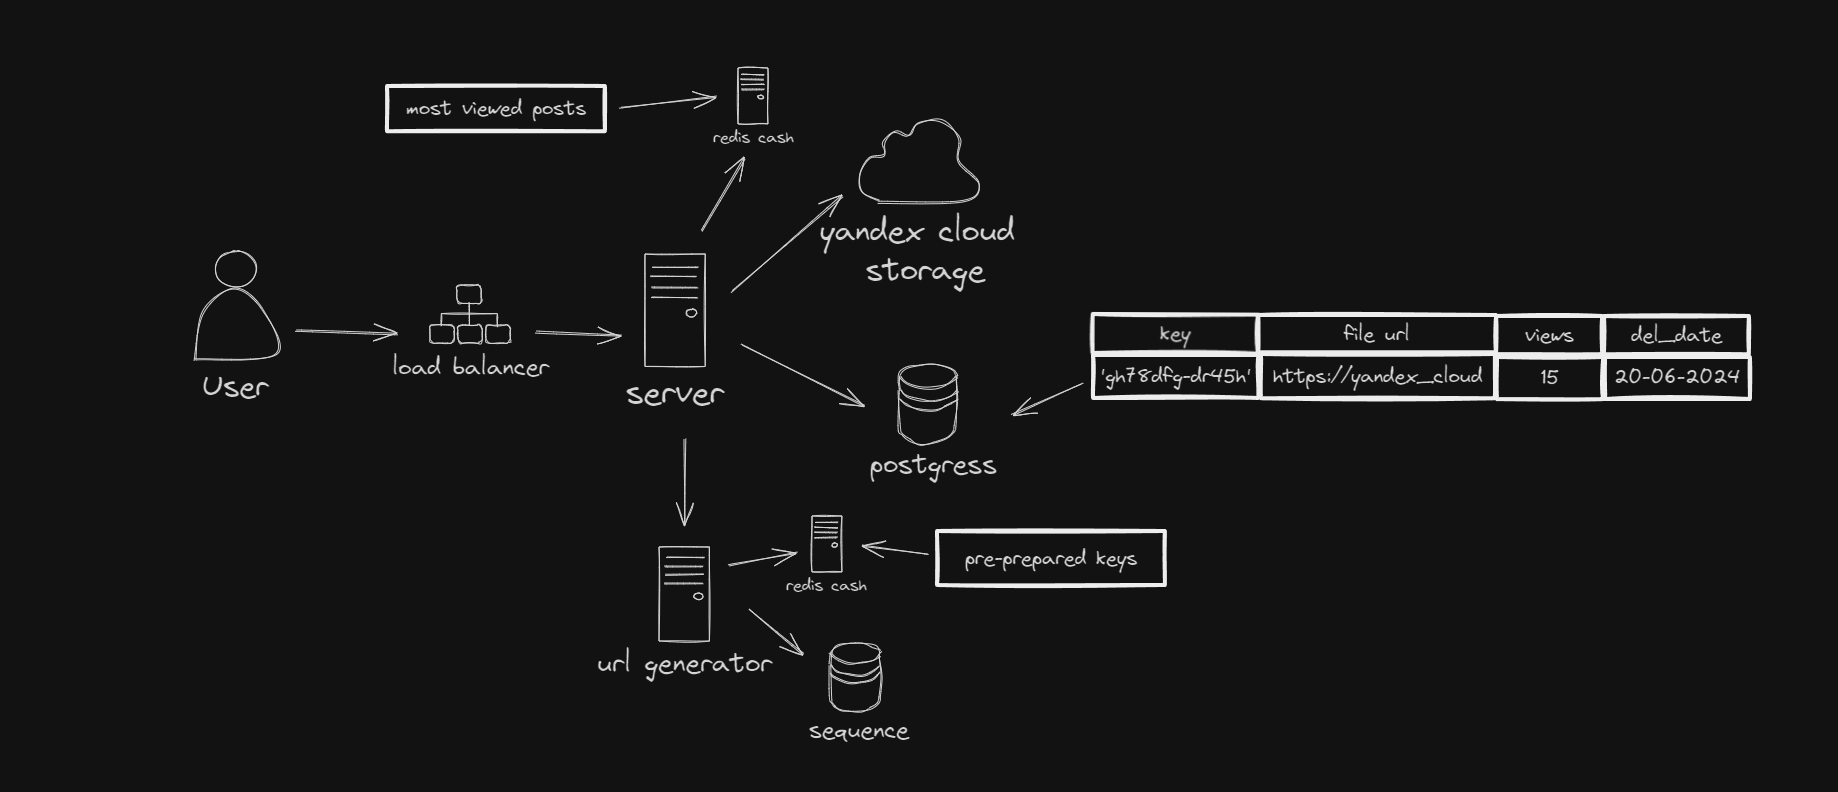 most viewed posts
redis cash
yandex cloud
storage
User
load balancer
server
key
file url
views
del_date
'gh78dfg-dr45h'
https://yandex_cloud
15
20-06-2024
postgress
redis cash
pre-prepared keys
url generator
sequence